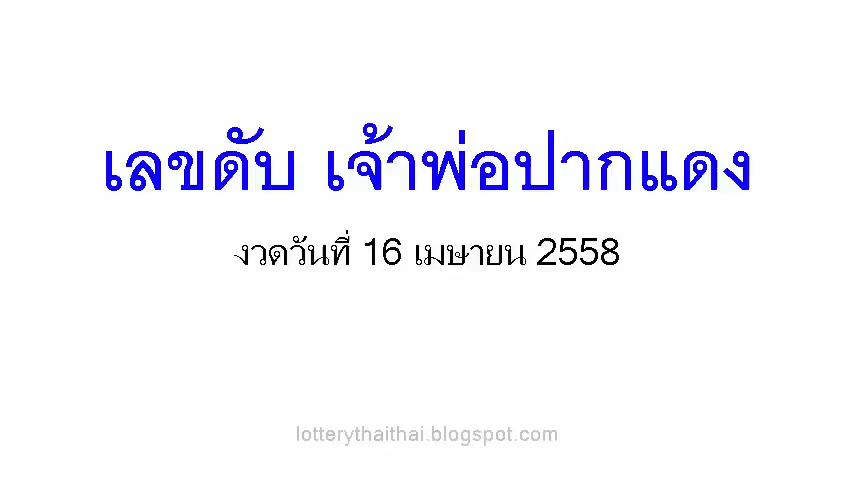 เลขดับ เจ้าพ่อปากแดง
งวดวันที่ 16 เมษายน 2558
lotterythaithai.blogspot.com